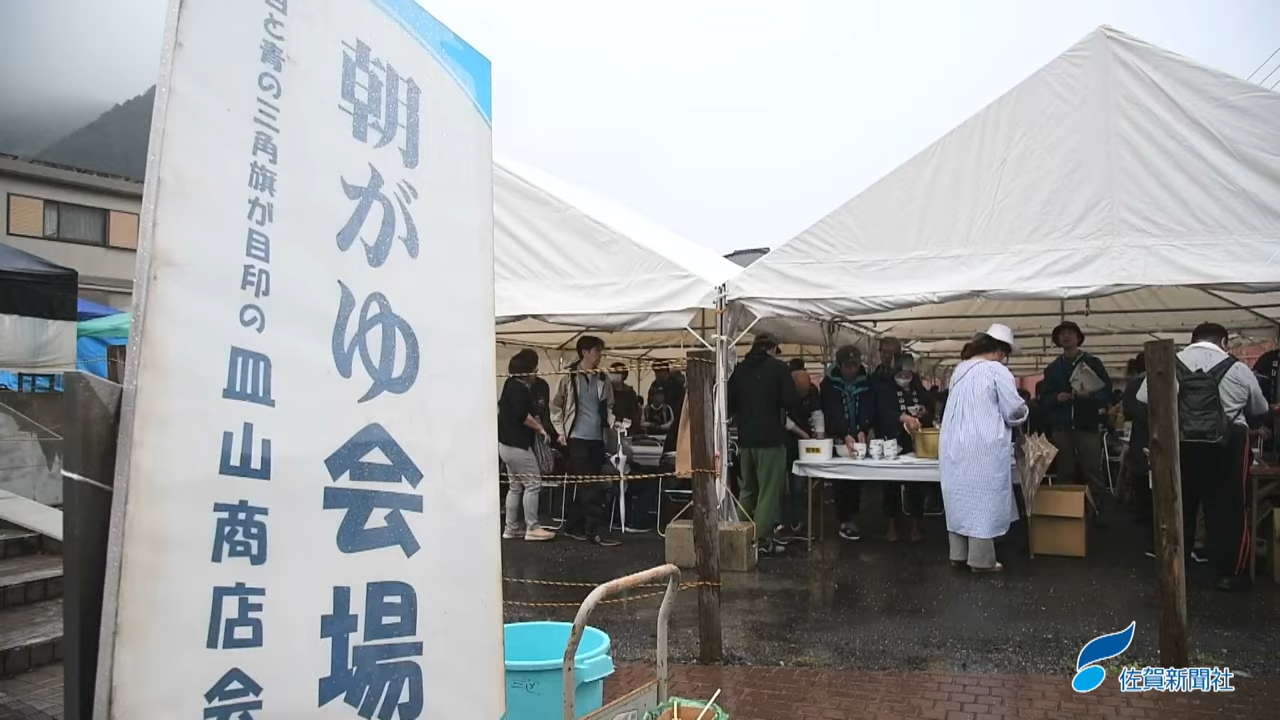 朝がゆ会場
と青の三角旗が目印の皿山商店会
佐賀新聞社